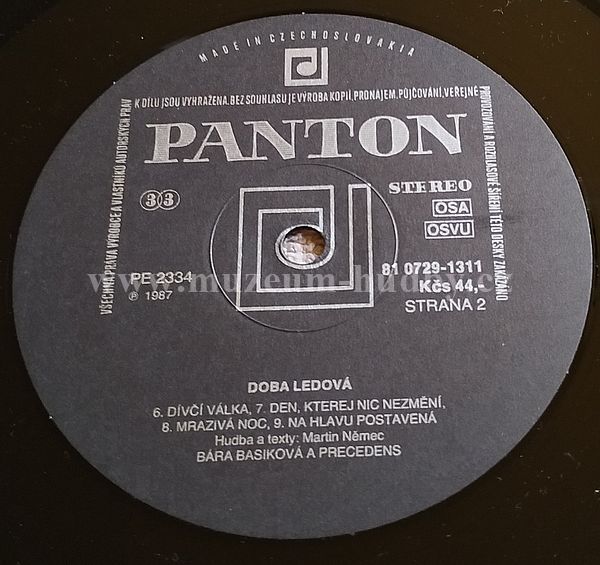 MADE IN CZECHOSLOVAKIA
VŠECHNA PRÁVA VÝROBCE A VLASTNÍKŮ AUTORSKÝCH PRÁV
K DÍLU JSOU VYHRAŽENA. BEZ SOUHLASU JE VÝROBA KOPIÍ, PRONÁJEM, PŮJČOVÁNÍ, VEŘEJNÉ
PROVOZOVÁNÍ A ROZHLASOVÉ ŠÍŘENÍ TÉTO DESKY ZAKÁZÁNO
PANTON
33
STEREO
OSA
OSVU
PE 2334
℗ 1987
81 0729-1311
Kčs 44,-
STRANA 2
www.muzeum-hudby.cz
DOBA LEDOVÁ
6. DÍVČÍ VÁLKA, 7. DEN, KTEREJ NIC NEZMĚNÍ,
8. MRAZIVÁ NOC, 9. NA HLAVU POSTAVENÁ
Hudba a texty: Martin Němec
BÁRA BASIKOVÁ A PRECEDENS